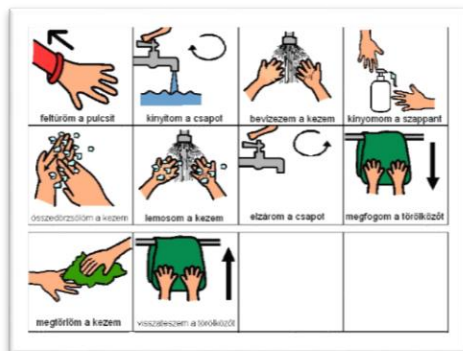 feltűröm a pulcsit
kinyitom a csapot
bevizezem a kezem
kinyomom a szappant
összedörzsölöm a kezem
lemosom a kezem
elzárom a csapot
megfogom a törölközőt
megtörlöm a kezem
visszateszem a törölközőt